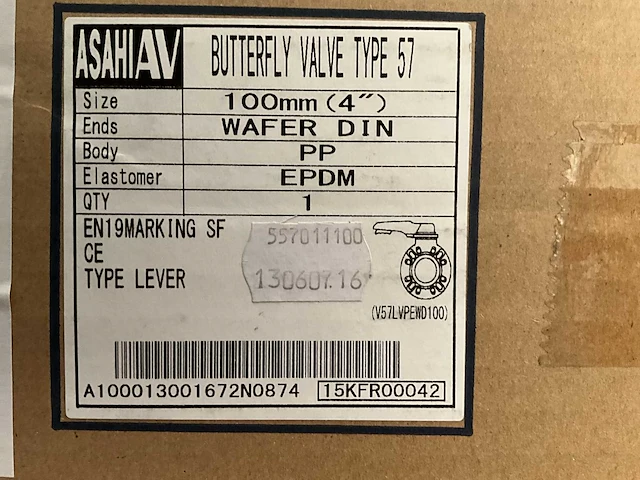 ASAHI AV BUTTERFLY VALVE TYPE 57
Size 100mm (4")
Ends WAFER DIN
Body PP
Elastomer EPDM
QTY 1
EN19MARKING SF
CE
TYPE LEVER
557011100
130607.16
(V57LVPEWD100)
A100013001672N0874 15KFR00042